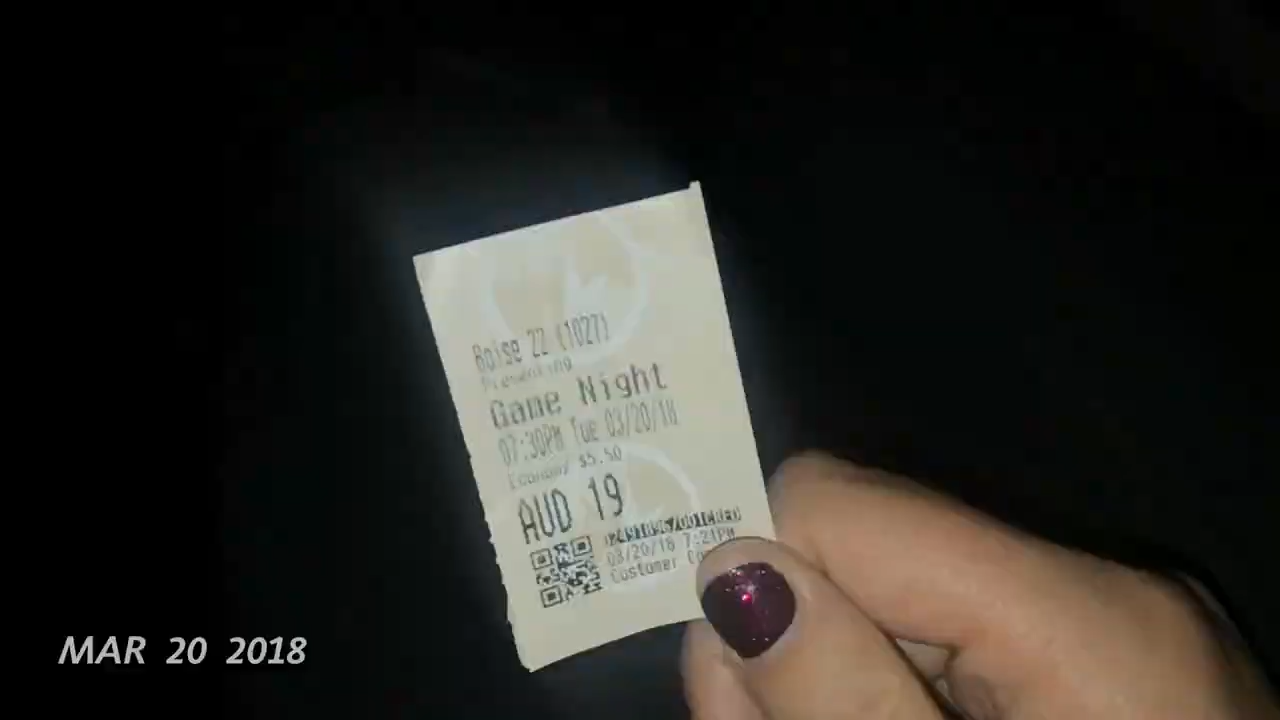 Boise 22 (1027)
Presenting
Game Night
07:30PM Tue 03/20/18
Economy $5.50
AUD 19
03/20/18 7:21PM
Customer
MAR 20 2018